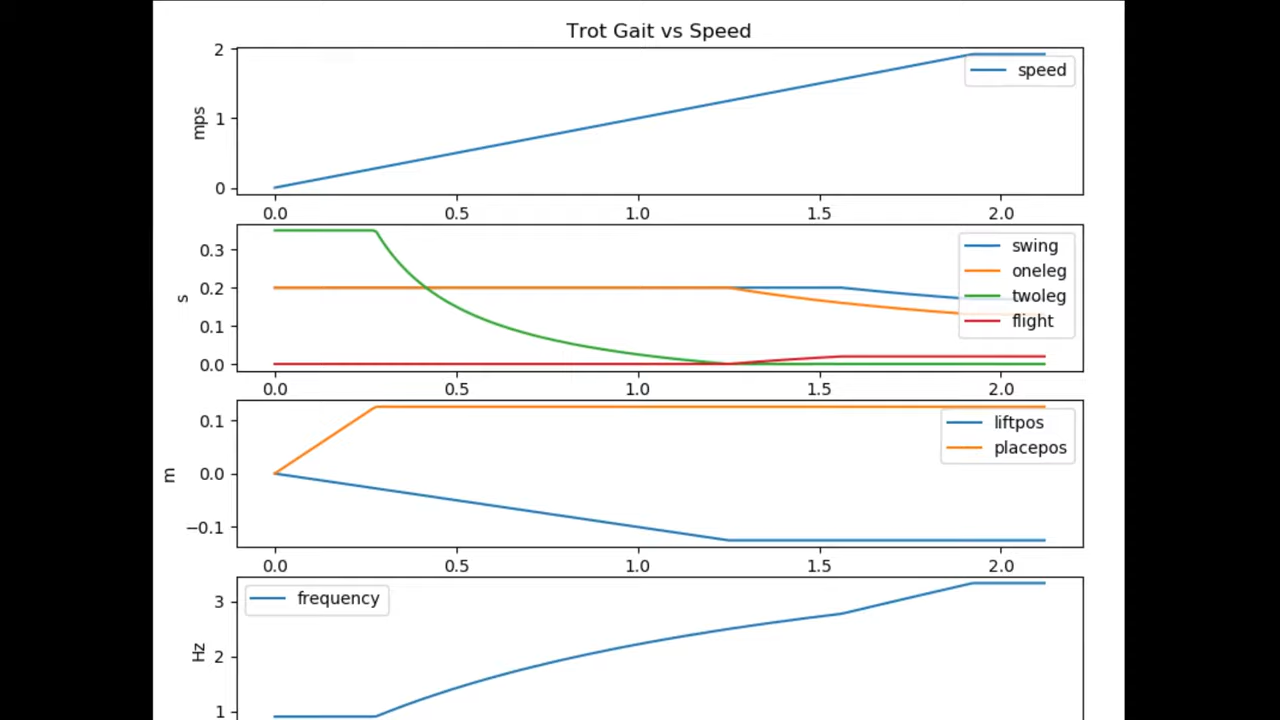 Trot Gait vs Speed
2
1
0
mps
speed
0.0 0.5 1.0 1.5 2.0
0.3
0.2
0.1
0.0
s
swing
oneleg
twoleg
flight
0.0 0.5 1.0 1.5 2.0
0.1
0.0
−0.1
m
liftpos
placepos
0.0 0.5 1.0 1.5 2.0
3
2
1
Hz
frequency